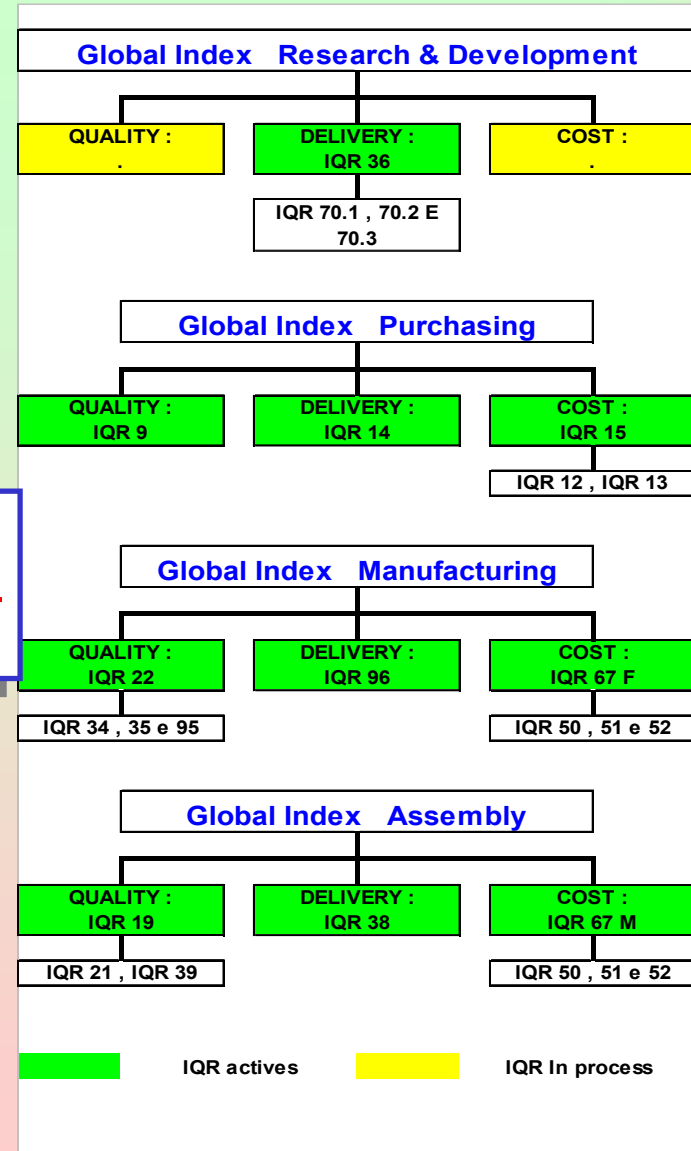 Global Index Research & Development
QUALITY :
.
DELIVERY :
IQR 36
COST :
.
IQR 70.1 , 70.2 E
70.3
Global Index Purchasing
QUALITY :
IQR 9
DELIVERY :
IQR 14
COST :
IQR 15
IQR 12 , IQR 13
Global Index Manufacturing
QUALITY :
IQR 22
DELIVERY :
IQR 96
COST :
IQR 67 F
IQR 34 , 35 e 95
IQR 50 , 51 e 52
Global Index Assembly
QUALITY :
IQR 19
DELIVERY :
IQR 38
COST :
IQR 67 M
IQR 21 , IQR 39
IQR 50 , 51 e 52
IQR actives
IQR In process